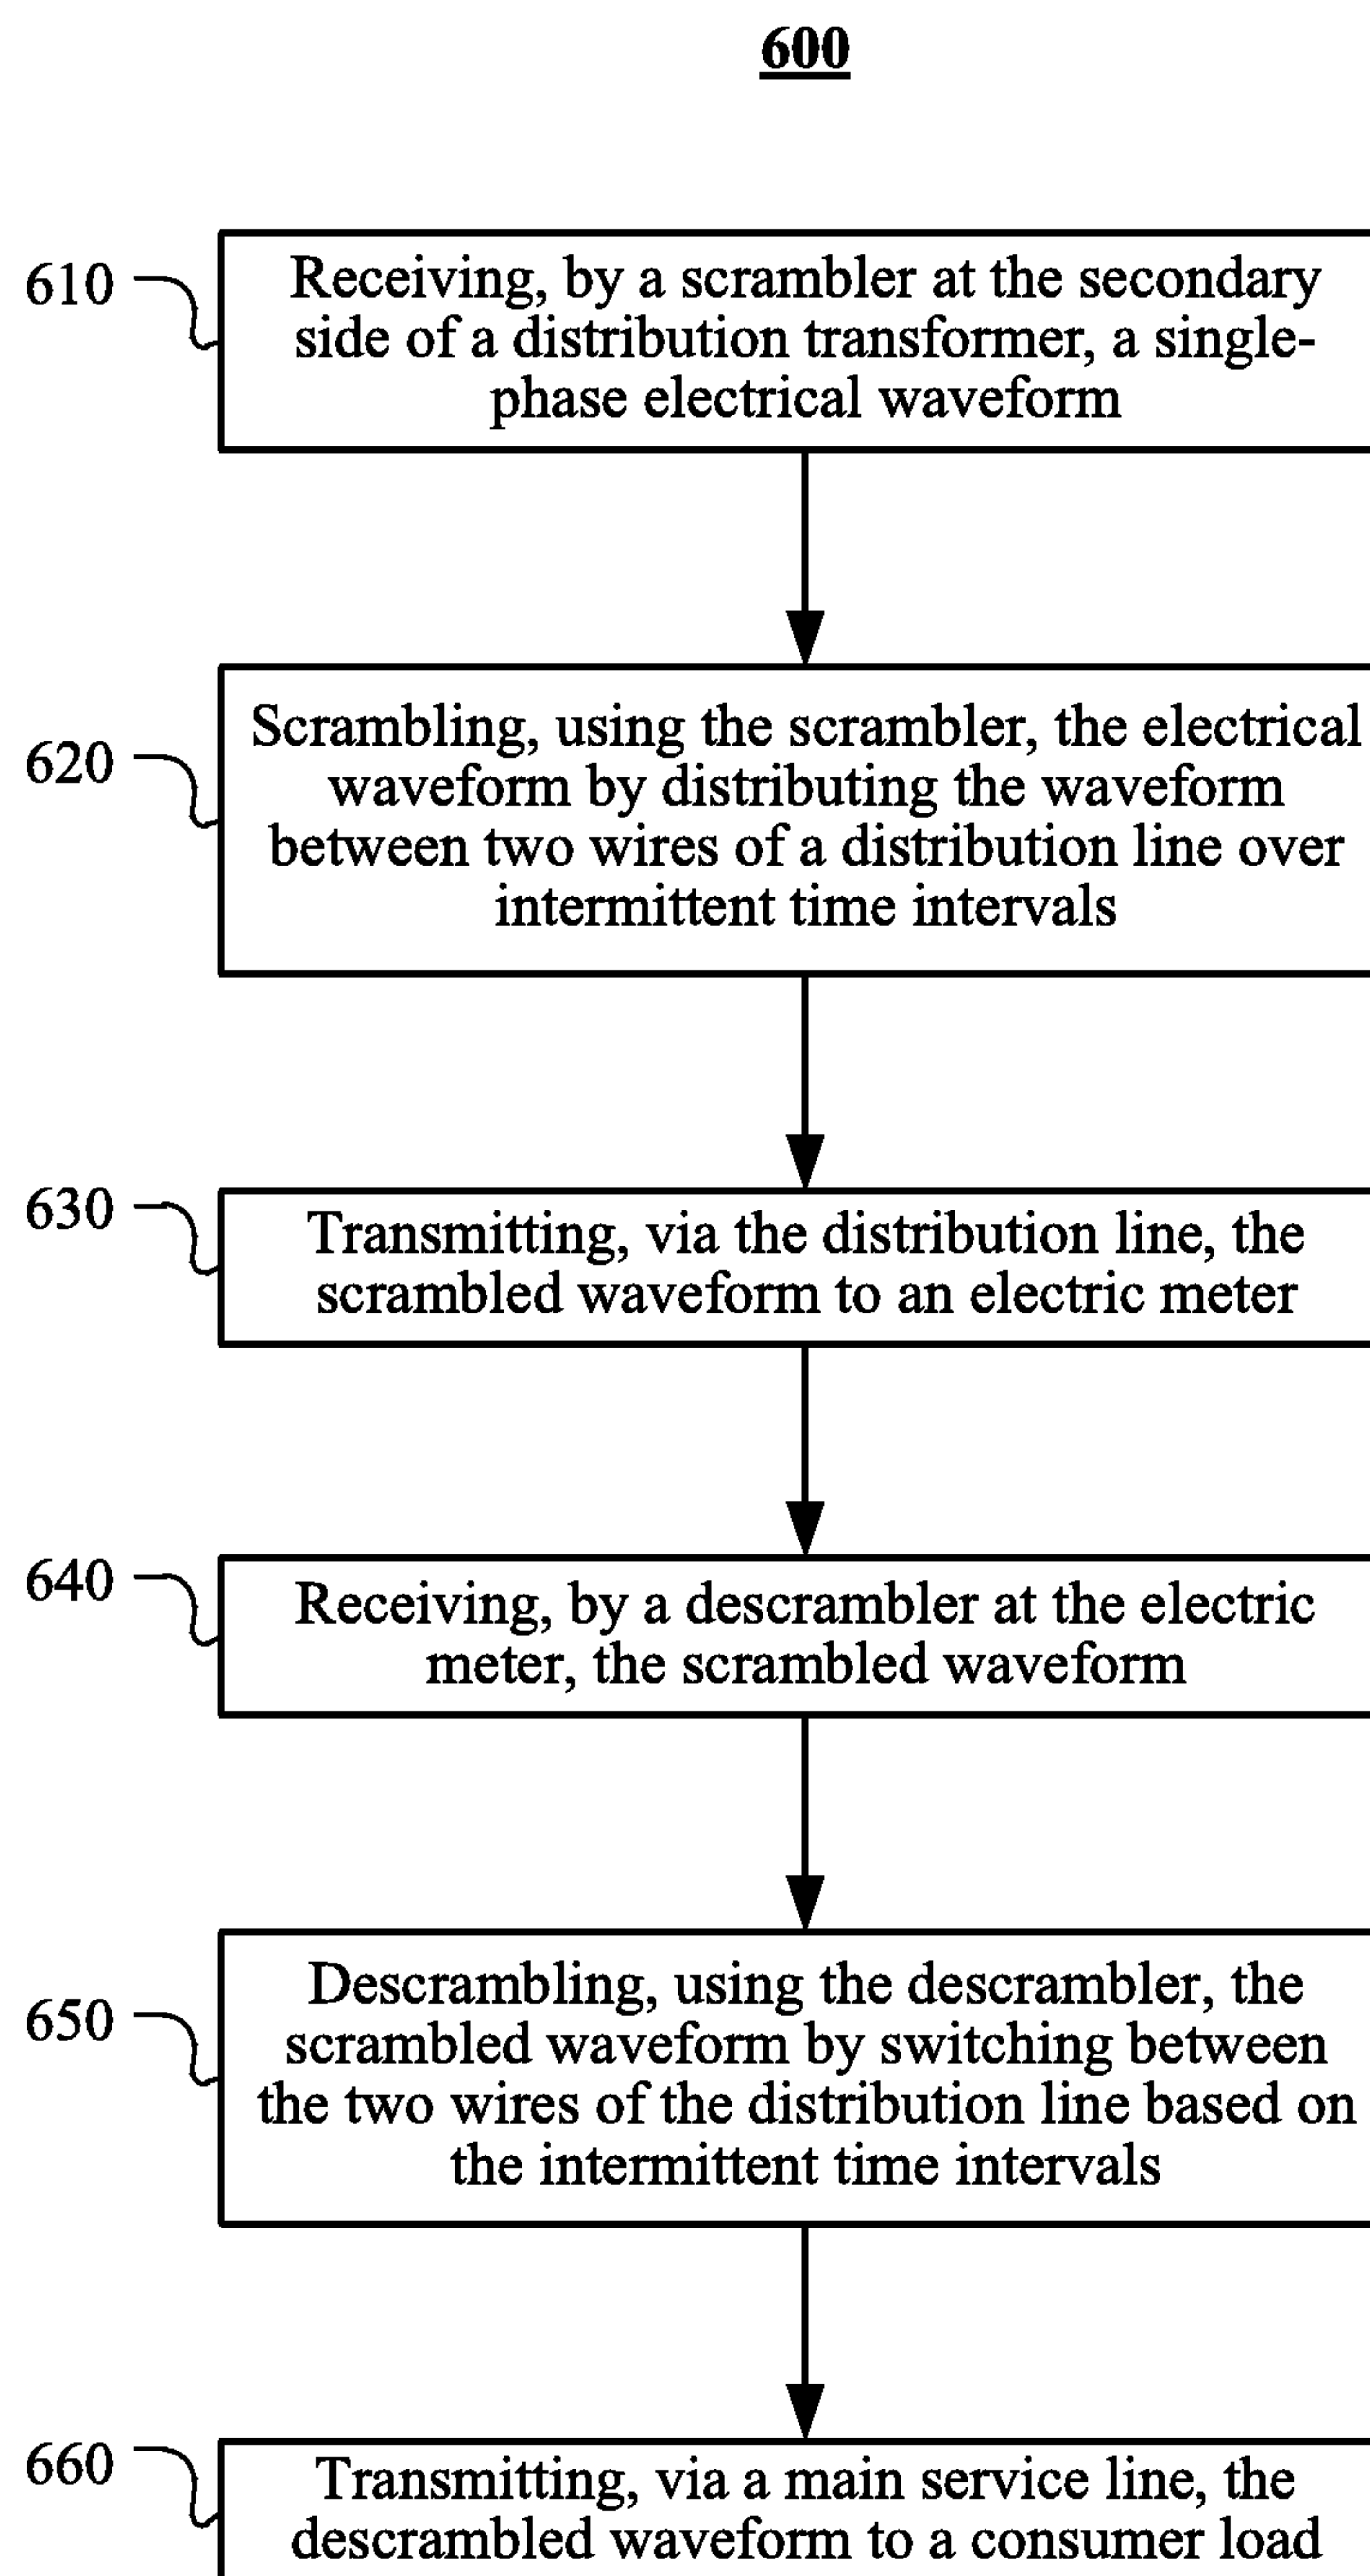 600
610
Receiving, by a scrambler at the secondary
side of a distribution transformer, a single-
phase electrical waveform
620
Scrambling, using the scrambler, the electrical
waveform by distributing the waveform
between two wires of a distribution line over
intermittent time intervals
630
Transmitting, via the distribution line, the
scrambled waveform to an electric meter
640
Receiving, by a descrambler at the electric
meter, the scrambled waveform
650
Descrambling, using the descrambler, the
scrambled waveform by switching between
the two wires of the distribution line based on
the intermittent time intervals
660
Transmitting, via a main service line, the
descrambled waveform to a consumer load